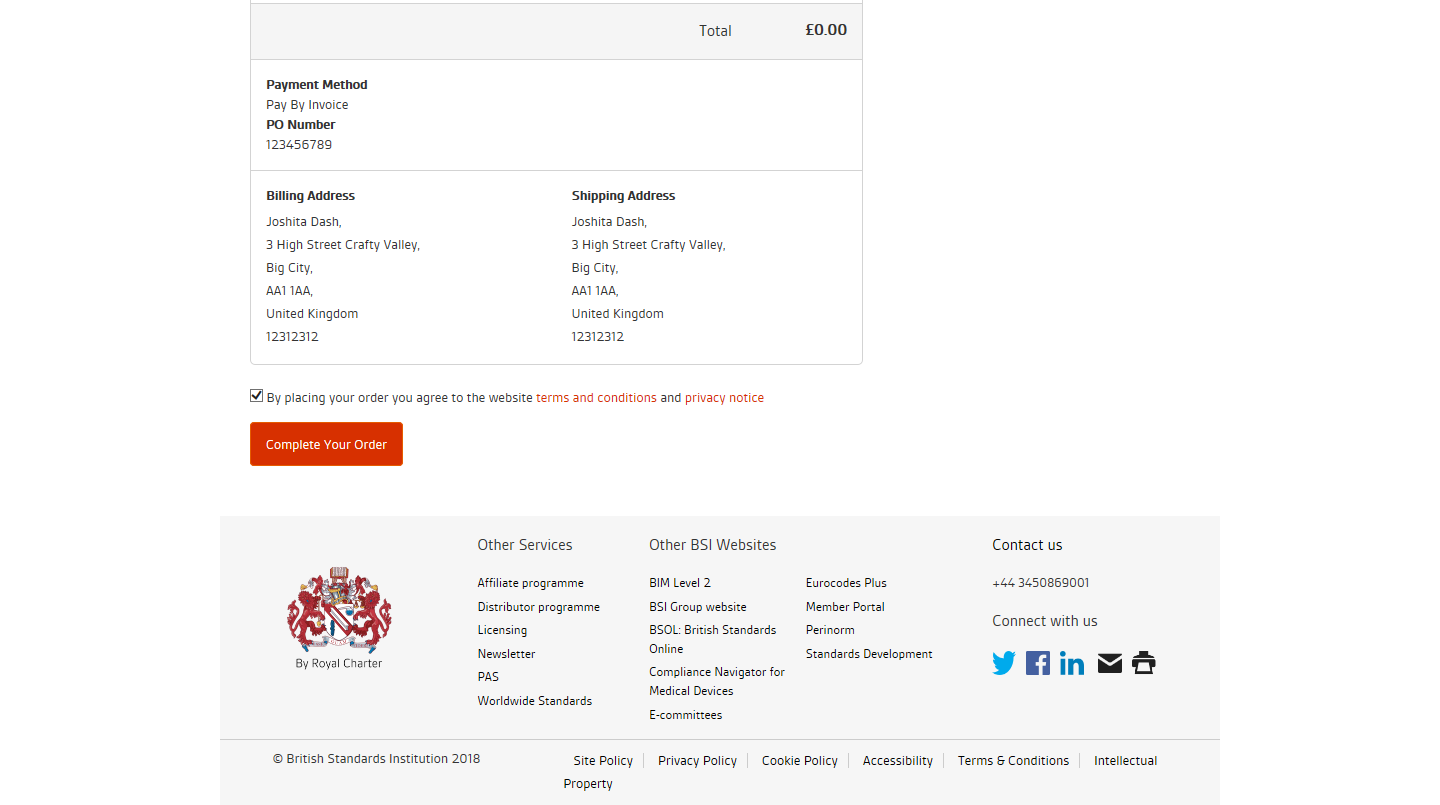 Total £0.00
Payment Method
Pay By Invoice
PO Number
123456789
Billing Address
Joshita Dash,
3 High Street Crafty Valley,
Big City,
AA1 1AA,
United Kingdom
12312312
Shipping Address
Joshita Dash,
3 High Street Crafty Valley,
Big City,
AA1 1AA,
United Kingdom
12312312
By placing your order you agree to the website terms and conditions and privacy notice
Complete Your Order
By Royal Charter
Other Services
Affiliate programme
Distributor programme
Licensing
Newsletter
PAS
Worldwide Standards
Other BSI Websites
BIM Level 2
BSI Group website
BSOL: British Standards
Online
Compliance Navigator for
Medical Devices
E-committees
Eurocodes Plus
Member Portal
Perinorm
Standards Development
Contact us
+44 3450869001
Connect with us
© British Standards Institution 2018
Site Policy Privacy Policy Cookie Policy Accessibility Terms & Conditions Intellectual
Property